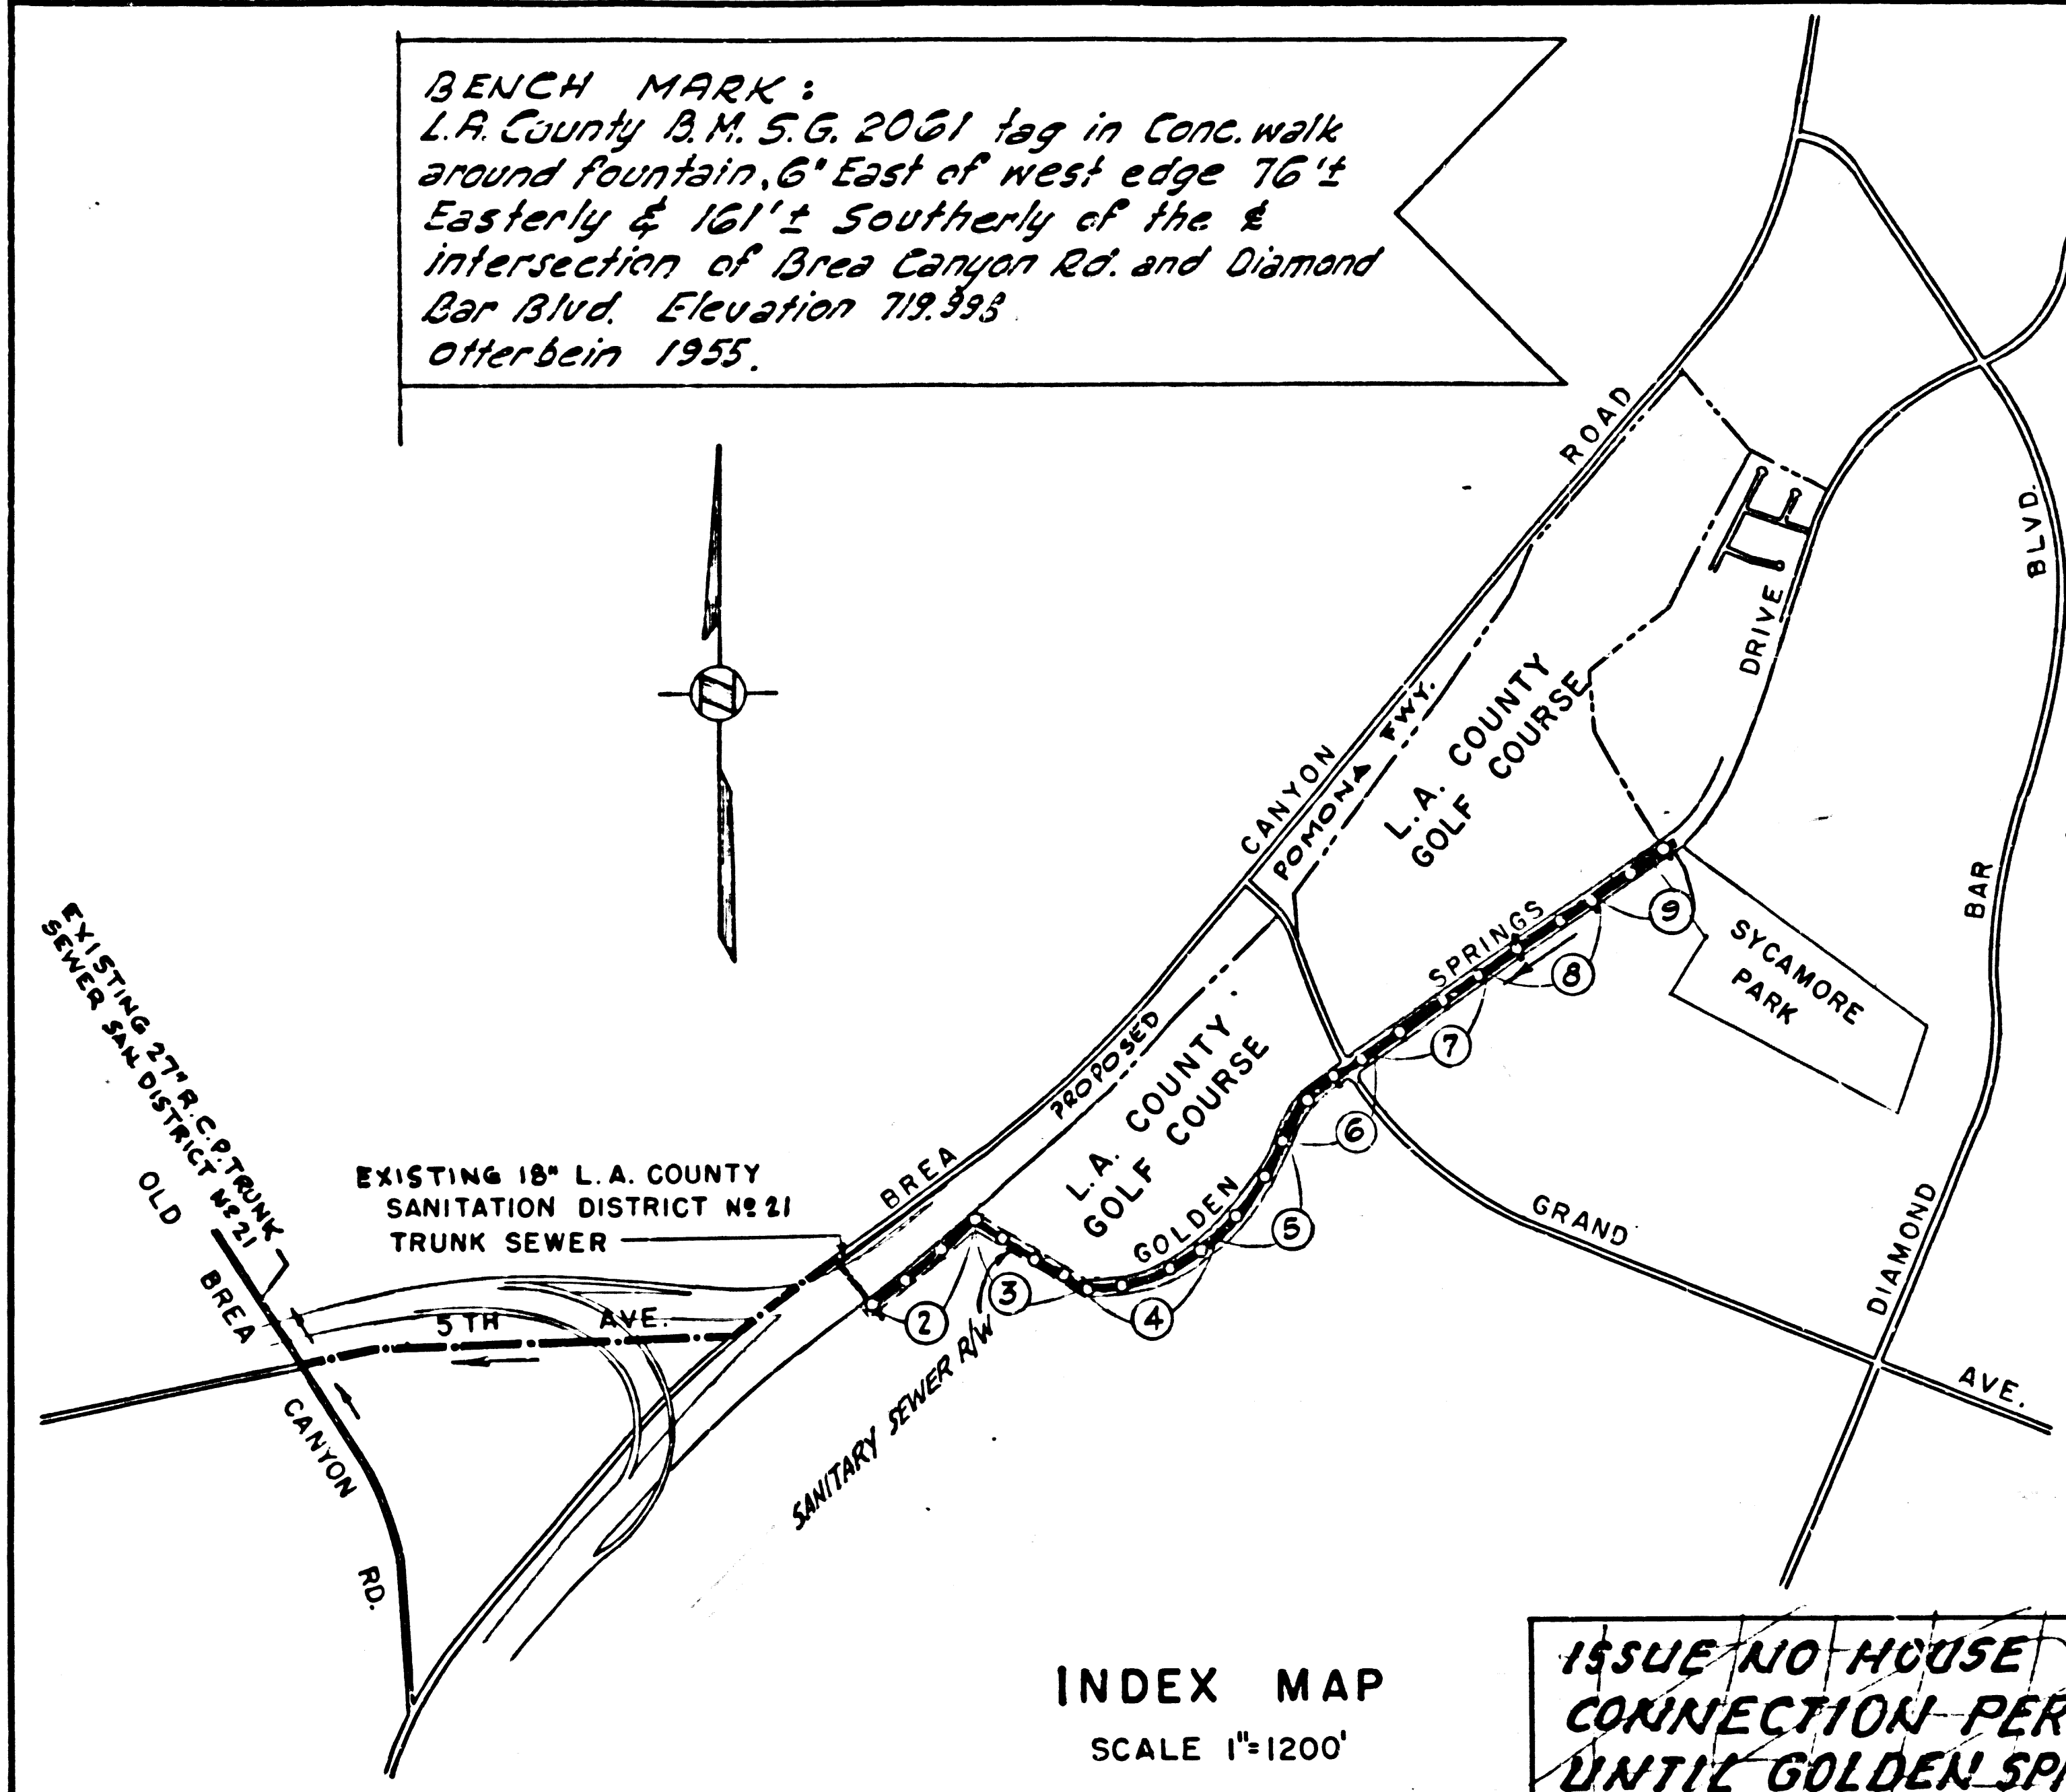 BENCH MARK :
L.A. County B.M. S.G. 2061 tag in Conc. walk
around fountain, 6" East of west edge 76'±
Easterly & 161'± Southerly of the ℄
intersection of Brea Canyon Rd. and Diamond
Bar Blvd. Elevation
Otterbein 1955.
ROAD
BLVD.
DRIVE
L. A. COUNTY
GOLF COURSE
CANYON
POMONA FWY.
BAR
SPRINGS
SYCAMORE
PARK
9
8
7
6
5
4
3
2
PROPOSED
L. A. COUNTY
GOLF COURSE
GOLDEN
BREA
EXISTING 27" R.C.P. TRUNK
SEWER SAN. DISTRICT Nº 21
EXISTING 18" L. A. COUNTY
SANITATION DISTRICT Nº 21
TRUNK SEWER
OLD
BREA
CANYON
RD.
5 TH AVE.
SANITARY SEWER R/W
GRAND
AVE.
DIAMOND
INDEX MAP
SCALE 1"=1200'
ISSUE NO HOUSE
CONNECTION PER
UNTIL GOLDEN SPR